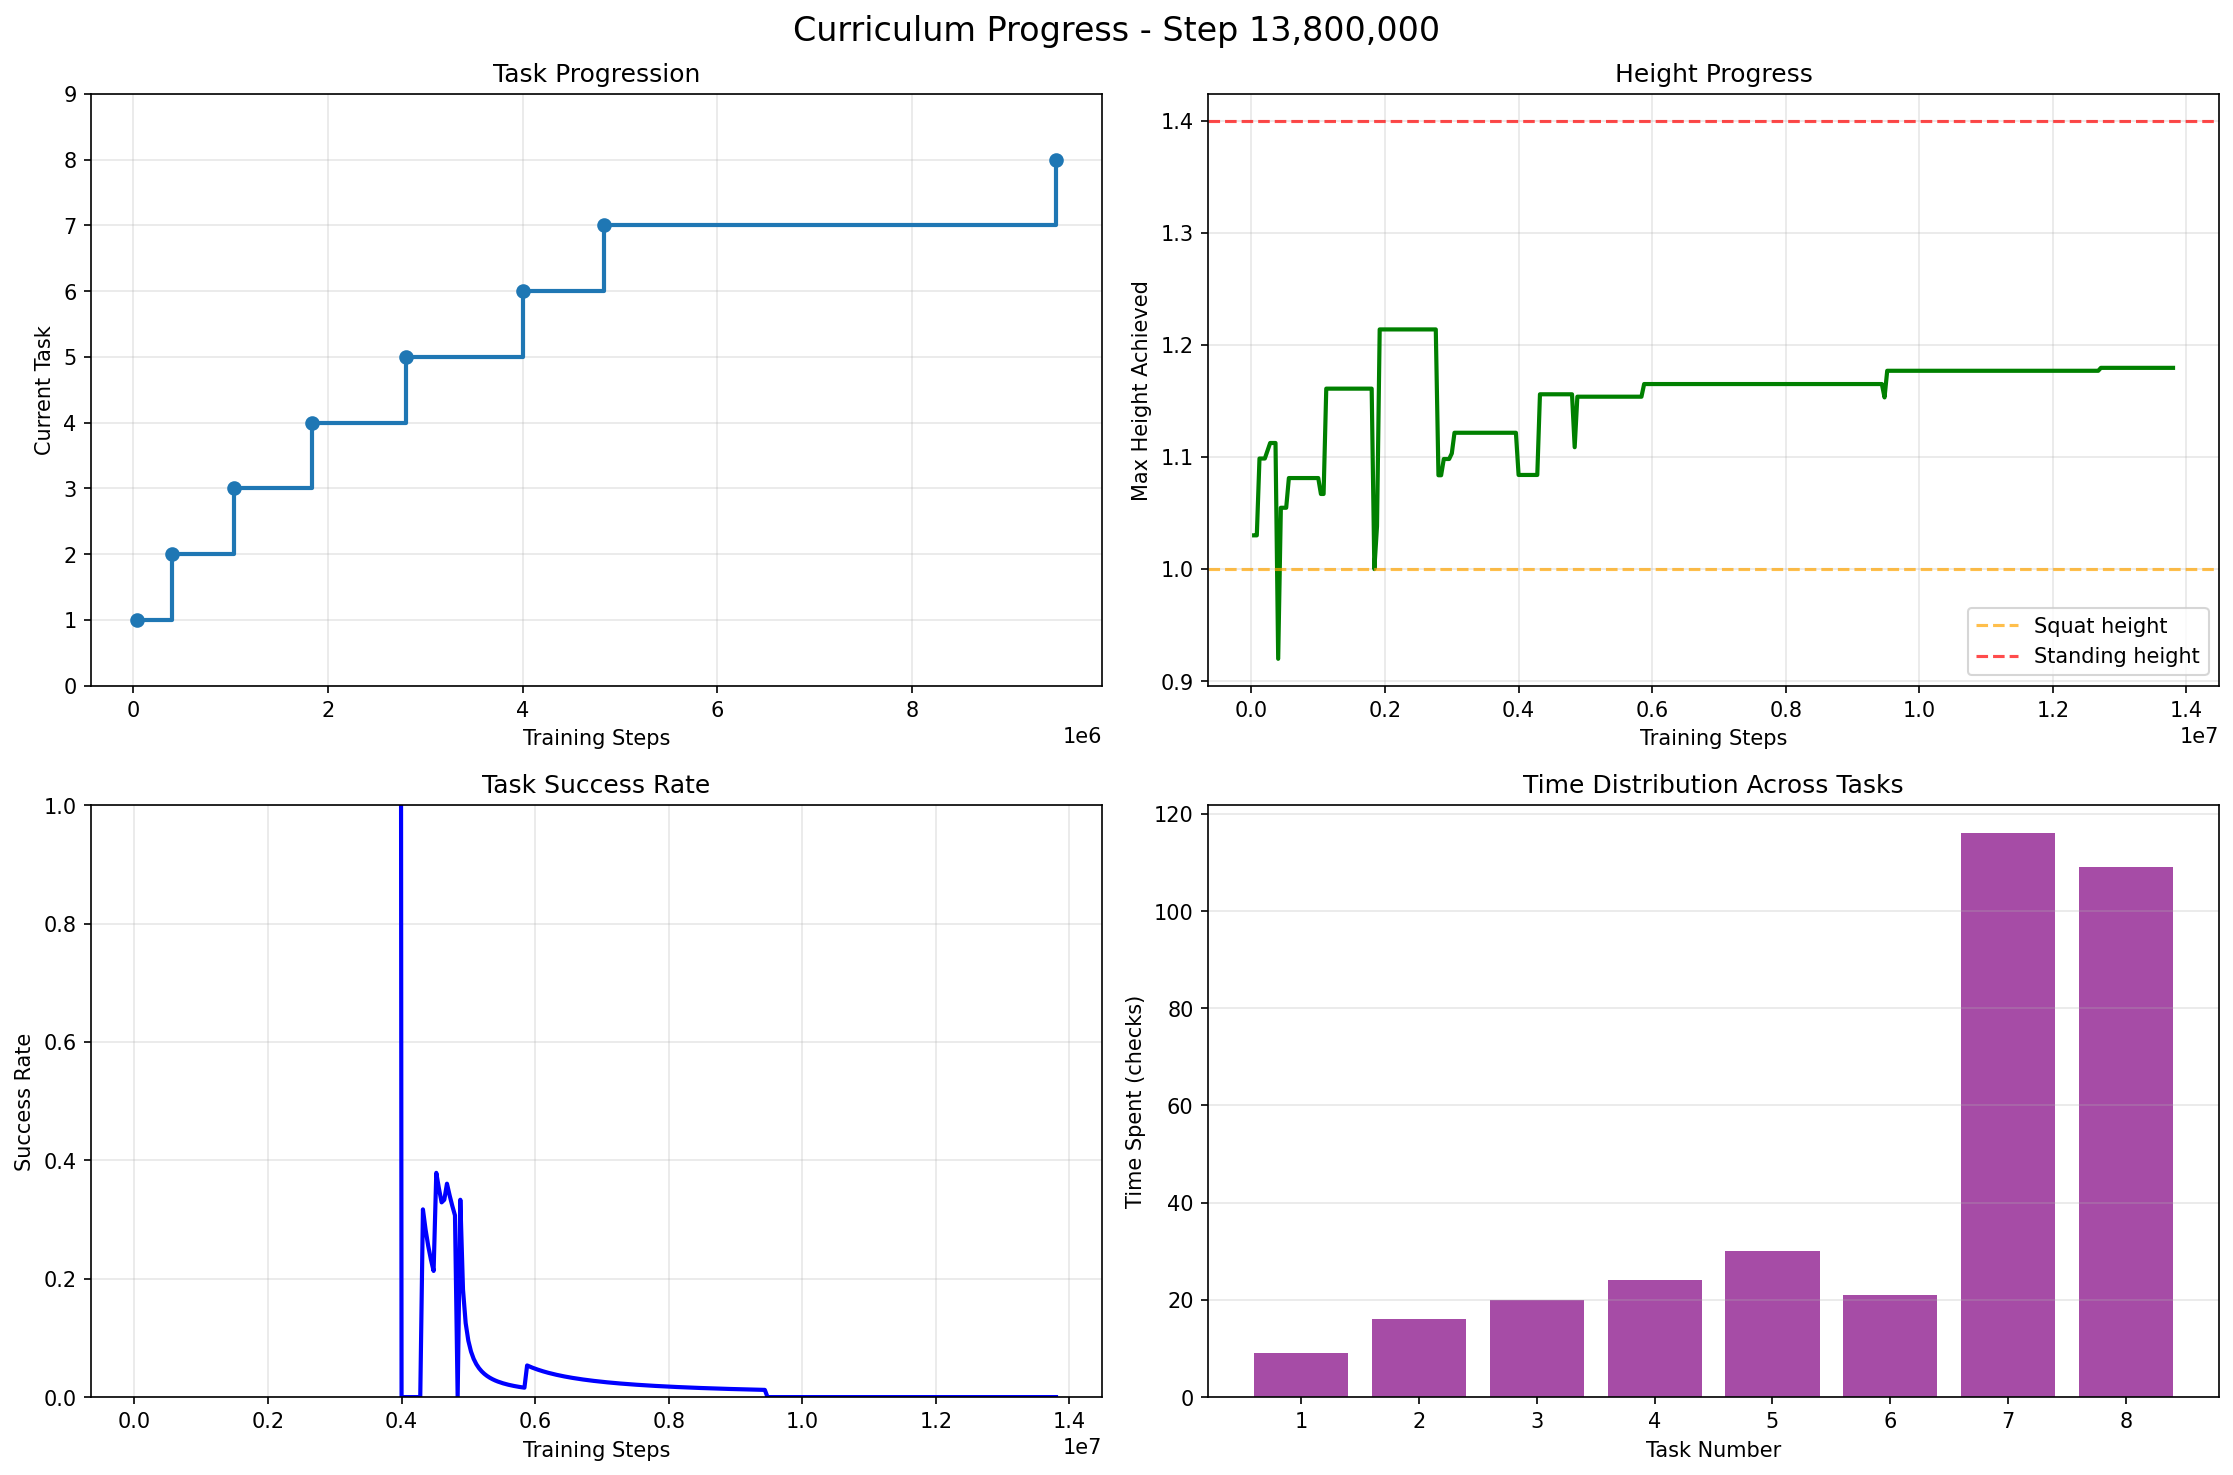 Curriculum Progress - Step 13,800,000
Task Progression
9
8
7
6
5
4
3
2
1
0
Current Task
0 2 4 6 8
1e6
Training Steps
Height Progress
1.4
1.3
1.2
1.1
1.0
0.9
Max Height Achieved
Squat height
Standing height
0.0 0.2 0.4 0.6 0.8 1.0 1.2 1.4
1e7
Training Steps
Task Success Rate
1.0
0.8
0.6
0.4
0.2
0.0
Success Rate
0.0 0.2 0.4 0.6 0.8 1.0 1.2 1.4
1e7
Training Steps
Time Distribution Across Tasks
120
100
80
60
40
20
0
Time Spent (checks)
1 2 3 4 5 6 7 8
Task Number